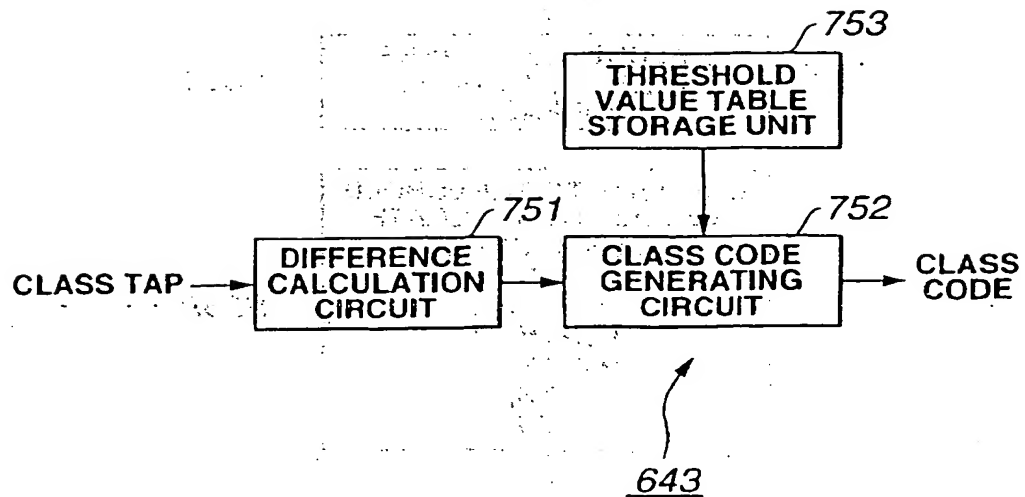 753
THRESHOLD
VALUE TABLE
STORAGE UNIT
751
752
CLASS TAP
DIFFERENCE
CALCULATION
CIRCUIT
CLASS CODE
GENERATING
CIRCUIT
CLASS
CODE
643